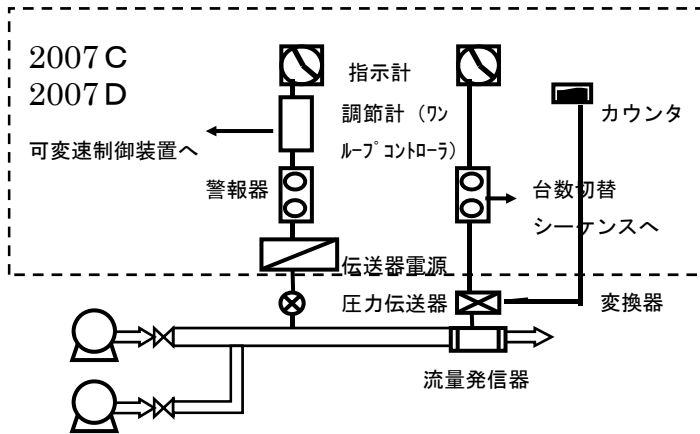 2007C
2007D
指示計
調節計（ワン
ループコントローラ）
カウンタ
可変速制御装置へ
警報器
台数切替
シーケンスへ
伝送器電源
圧力伝送器
変換器
流量発信器